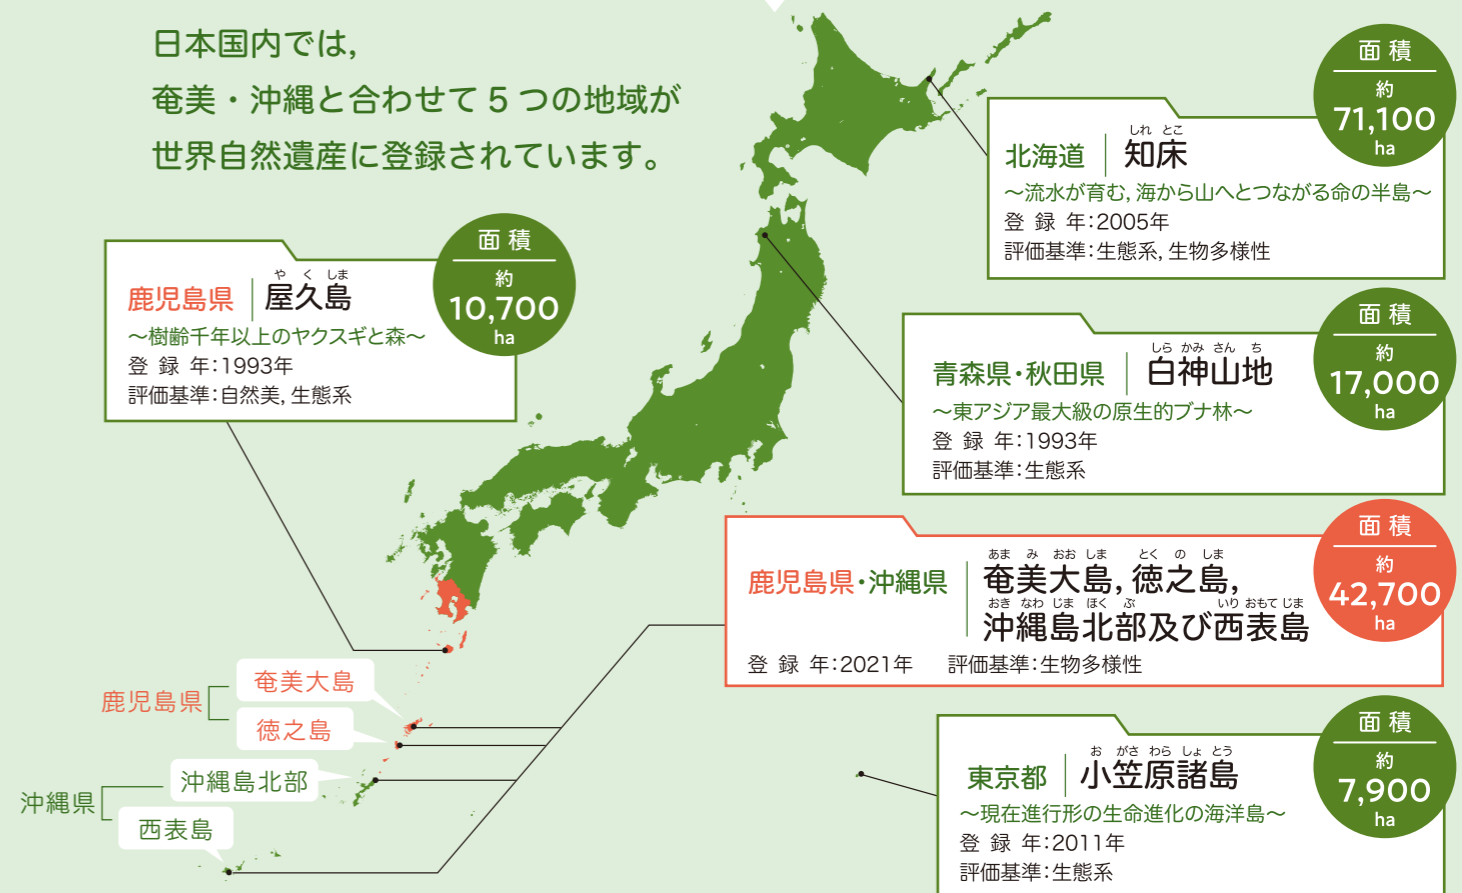 日本国内では,
奄美・沖縄と合わせて5つの地域が
世界自然遺産に登録されています。
面積
約
71,100
ha
しれ とこ
北海道 知床
～流氷が育む,海から山へとつながる命の半島～
登録年:2005年
評価基準:生態系,生物多様性
面積
約
10,700
ha
や く しま
鹿児島県 屋久島
～樹齢千年以上のヤクスギと森～
登録年:1993年
評価基準:自然美,生態系
面積
約
17,000
ha
しら かみ さん ち
青森県・秋田県 白神山地
～東アジア最大級の原生的ブナ林～
登録年:1993年
評価基準:生態系
面積
約
42,700
ha
あま み おお しま とく の しま
鹿児島県・沖縄県 奄美大島,徳之島,
おき なわ じま ほく ぶ いり おもて じま
沖縄島北部及び西表島
登録年:2021年 評価基準:生物多様性
面積
約
7,900
ha
お がさ わら しょ とう
東京都 小笠原諸島
～現在進行形の生命進化の海洋島～
登録年:2011年
評価基準:生態系
鹿児島県
奄美大島
徳之島
沖縄県
沖縄島北部
西表島